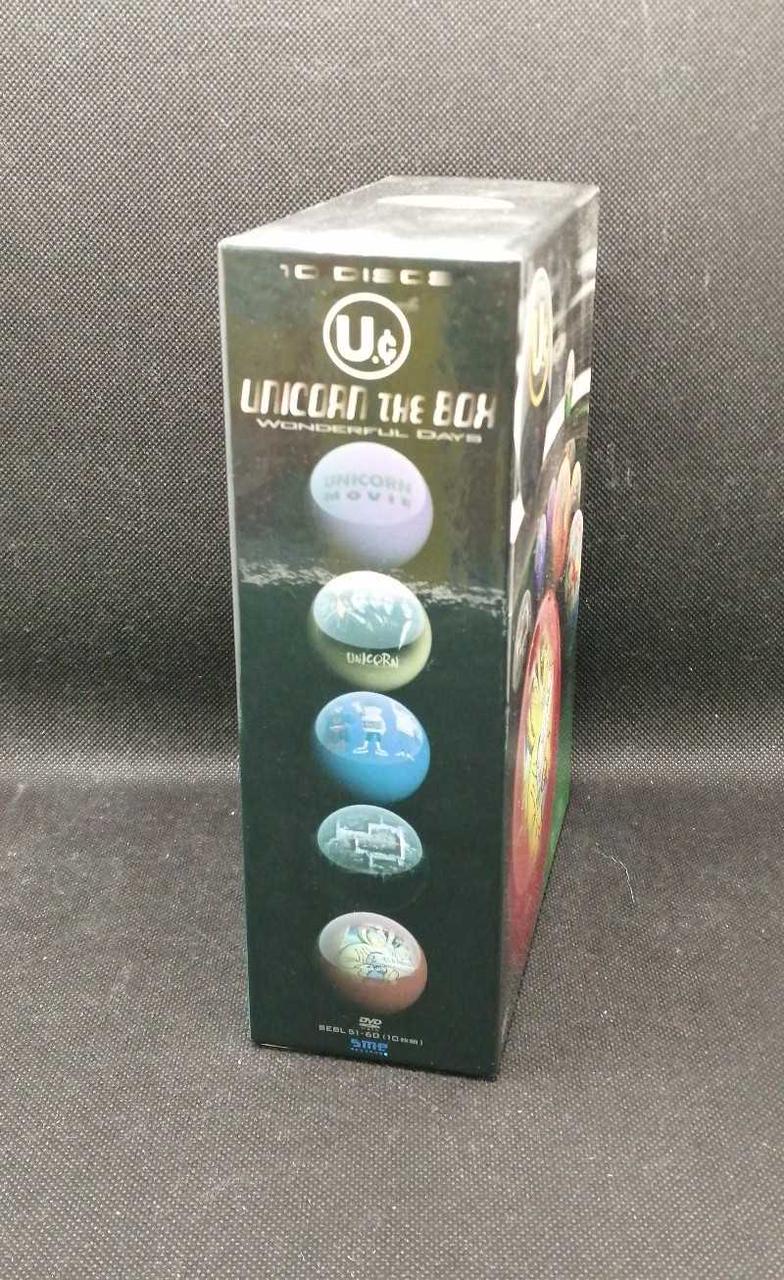 10 DISCS
U.¢
UNICORN THE BOX
WONDERFUL DAYS
UNICORN
MOVIE
UNICORN
DVD
SEBL 51-60 (10枚組)
sme
RECORDS